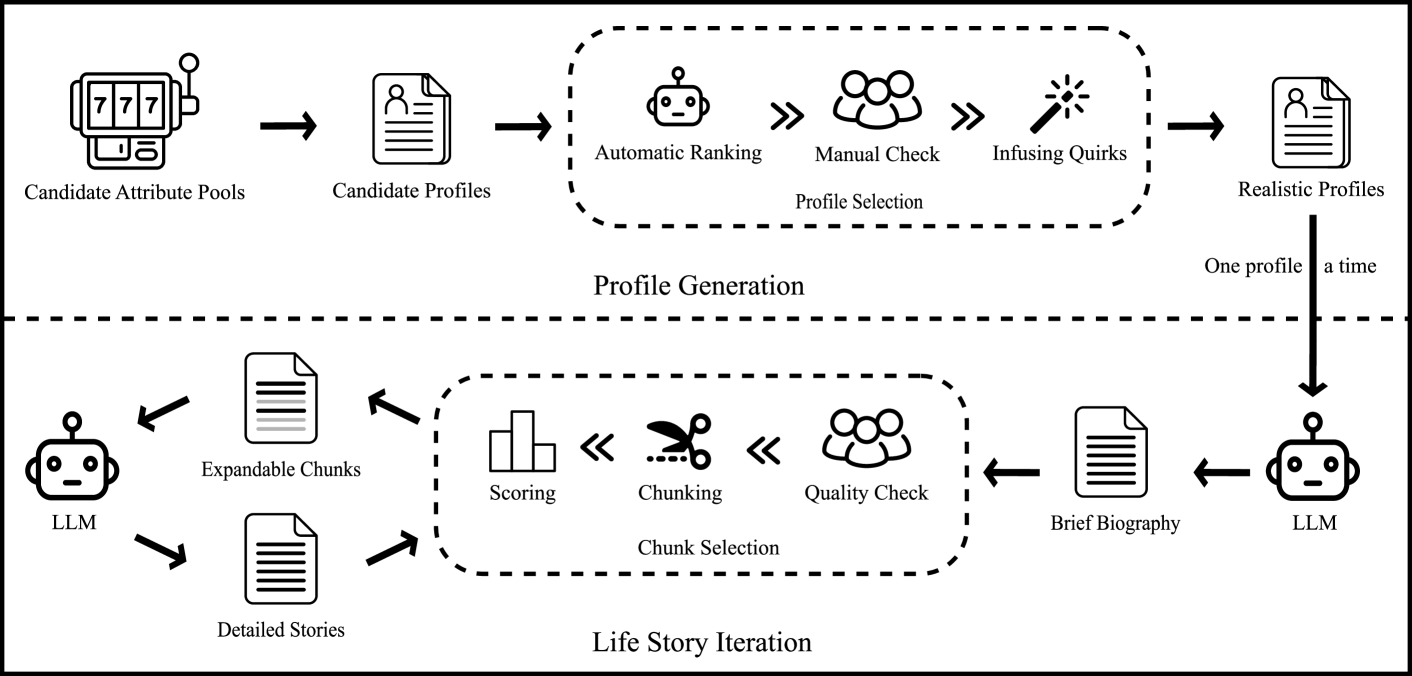 777
Candidate Attribute Pools
Candidate Profiles
Automatic Ranking
Manual Check
Infusing Quirks
Profile Selection
Realistic Profiles
One profile a time
Profile Generation
Expandable Chunks
LLM
Detailed Stories
Scoring
Chunking
Quality Check
Chunk Selection
Brief Biography
LLM
Life Story Iteration